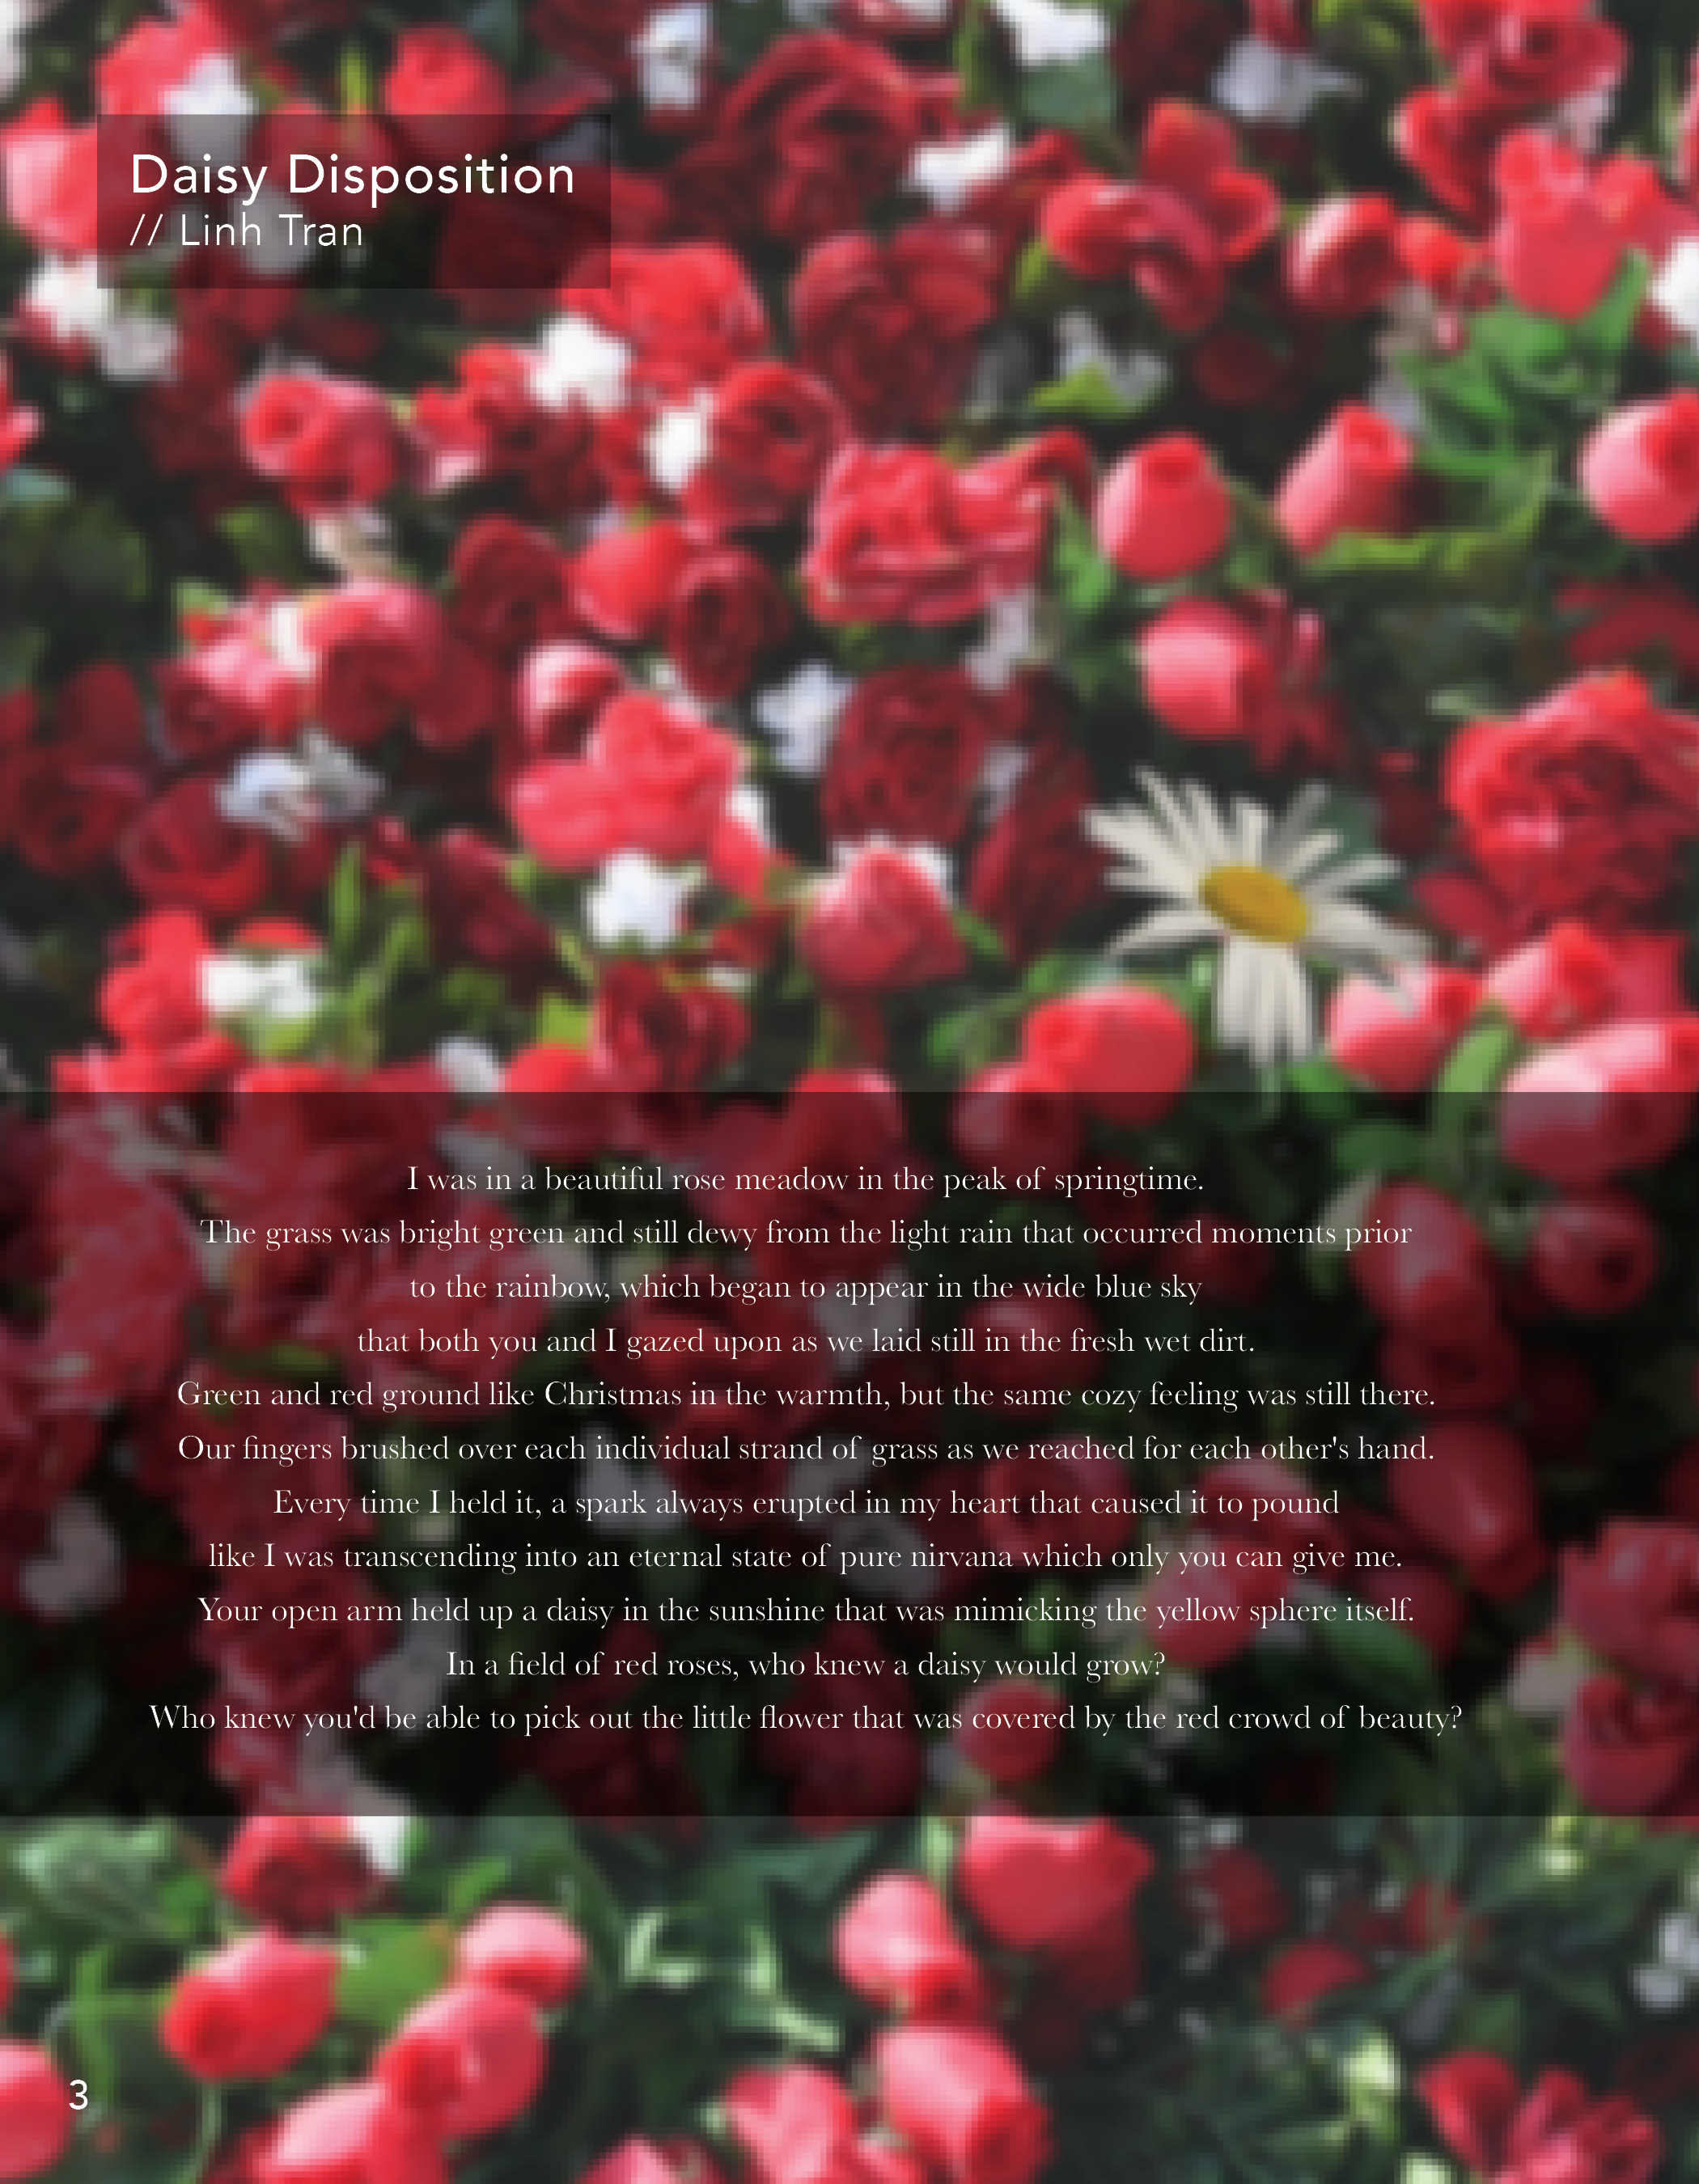 Daisy Disposition
// Linh Tran
I was in a beautiful rose meadow in the peak of springtime.
The grass was bright green and still dewy from the light rain that occurred moments prior
to the rainbow, which began to appear in the wide blue sky
that both you and I gazed upon as we laid still in the fresh wet dirt.
Green and red ground like Christmas in the warmth, but the same cozy feeling was still there.
Our fingers brushed over each individual strand of grass as we reached for each other's hand.
Every time I held it, a spark always erupted in my heart that caused it to pound
like I was transcending into an eternal state of pure nirvana which only you can give me.
Your open arm held up a daisy in the sunshine that was mimicking the yellow sphere itself.
In a field of red roses, who knew a daisy would grow?
Who knew you'd be able to pick out the little flower that was covered by the red crowd of beauty?
3